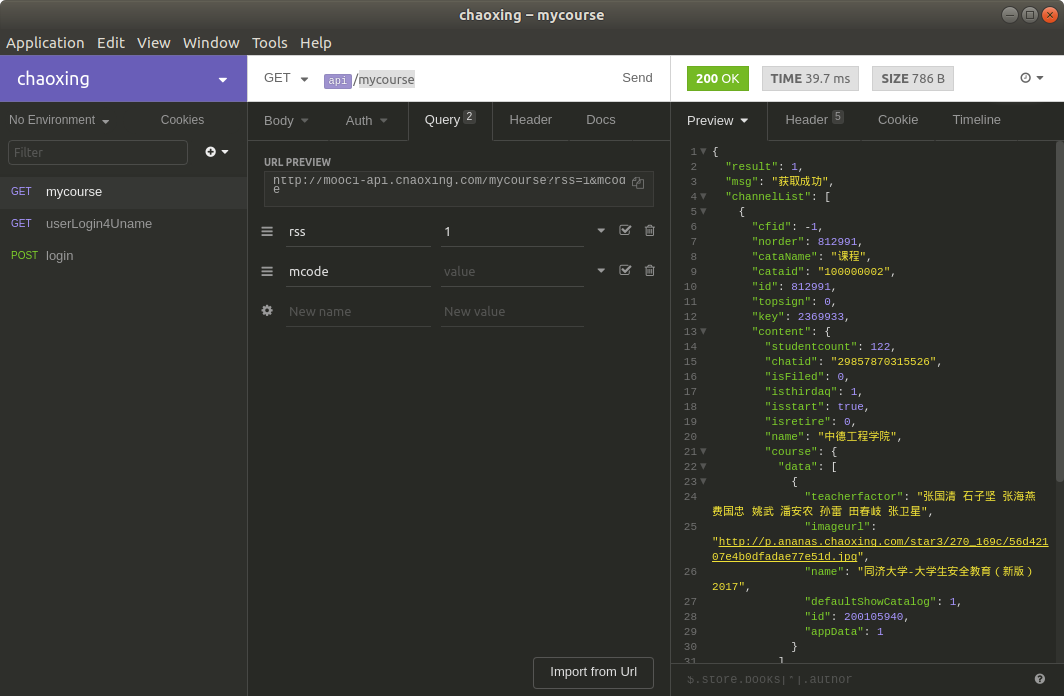 chaoxing – mycourse
Application Edit View Window Tools Help
chaoxing
GET api/mycourse Send
200 OK TIME 39.7 ms SIZE 786 B
No Environment Cookies
Body Auth Query 2 Header Docs
Preview Header 5 Cookie Timeline
Filter
GET mycourse
GET userLogin4Uname
POST login
URL PREVIEW
http://mooc1-api.chaoxing.com/mycourse?rss=1&mcod
e
rss 1
mcode value
New name New value
Import from Url
1 {
2 "result": 1,
3 "msg": "获取成功",
4 "channelList": [
5 {
6 "cfid": -1,
7 "norder": 812991,
8 "cataName": "课程",
9 "cataid": "100000002",
10 "id": 812991,
11 "topsign": 0,
12 "key": 2369933,
13 "content": {
14 "studentcount": 122,
15 "chatid": "29857870315526",
16 "isFiled": 0,
17 "isthirdaq": 1,
18 "isstart": true,
19 "isretire": 0,
20 "name": "中德工程学院",
21 "course": {
22 "data": [
23 {
24 "teacherfactor": "张国清 石子坚 张海燕
费国忠 姚武 潘安农 孙雷 田春岐 张卫星",
25 "imageurl":
"http://p.ananas.chaoxing.com/star3/270_169c/56d421
07e4b0dfadae77e51d.jpg",
26 "name": "同济大学-大学生安全教育（新版）
2017",
27 "defaultShowCatalog": 1,
28 "id": 200105940,
29 "appData": 1
30 }
31 ]
$.store.books[*].author